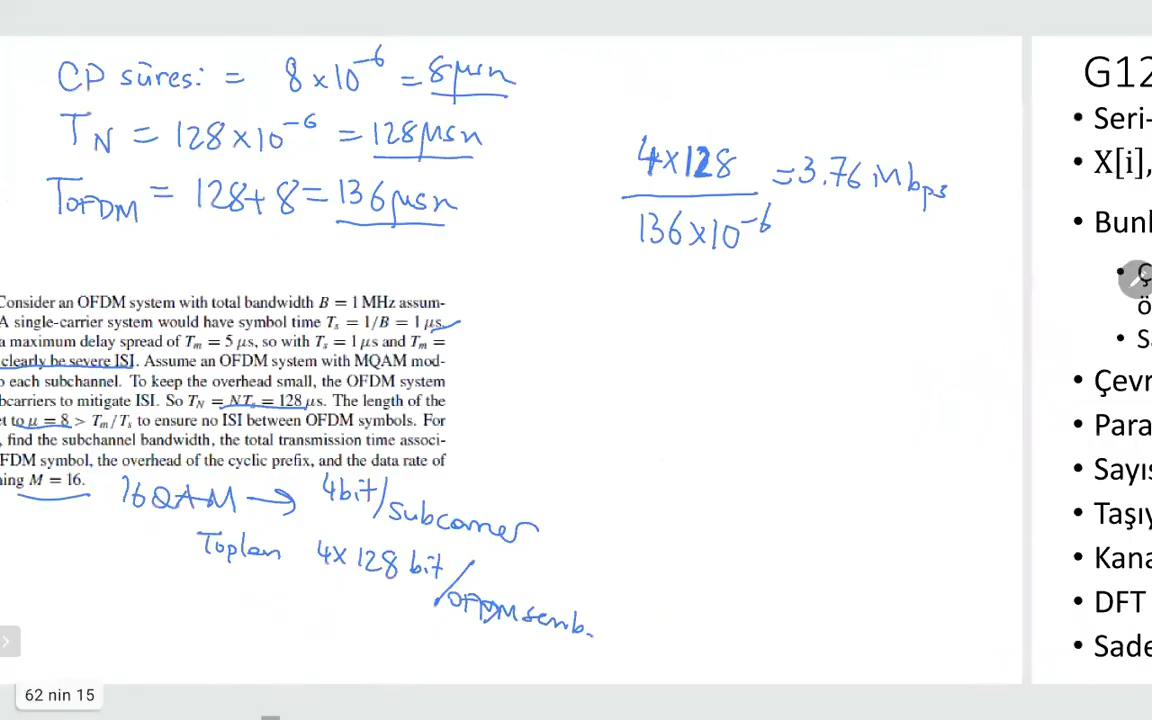 CP süresi = 8x10⁻⁶ = 8μsn
T_N = 128x10⁻⁶ = 128μsn
T_OFDM = 128+8 = 136μsn
4x128
136x10⁻⁶
= 3.76 Mbps
Consider an OFDM system with total bandwidth B = 1 MHz assum-
A single-carrier system would have symbol time T_s = 1/B = 1 μs.
a maximum delay spread of T_m = 5 μs, so with T_s = 1 μs and T_m =
clearly be severe ISI. Assume an OFDM system with MQAM mod-
o each subchannel. To keep the overhead small, the OFDM system
bcarriers to mitigate ISI. So T_N = NT_s = 128 μs. The length of the
et to μ = 8 > T_m/T_s to ensure no ISI between OFDM symbols. For
, find the subchannel bandwidth, the total transmission time associ-
FDM symbol, the overhead of the cyclic prefix, and the data rate of
ning M = 16.
16QAM → 4bit/subcarrier
Toplam 4x128 bit/OFDM semb.
G12
• Seri-
• X[i],
• Bunl
• Ç
ö
• Sa
• Çevr
• Para
• Sayıs
• Taşıy
• Kana
• DFT
• Sade
62 nin 15